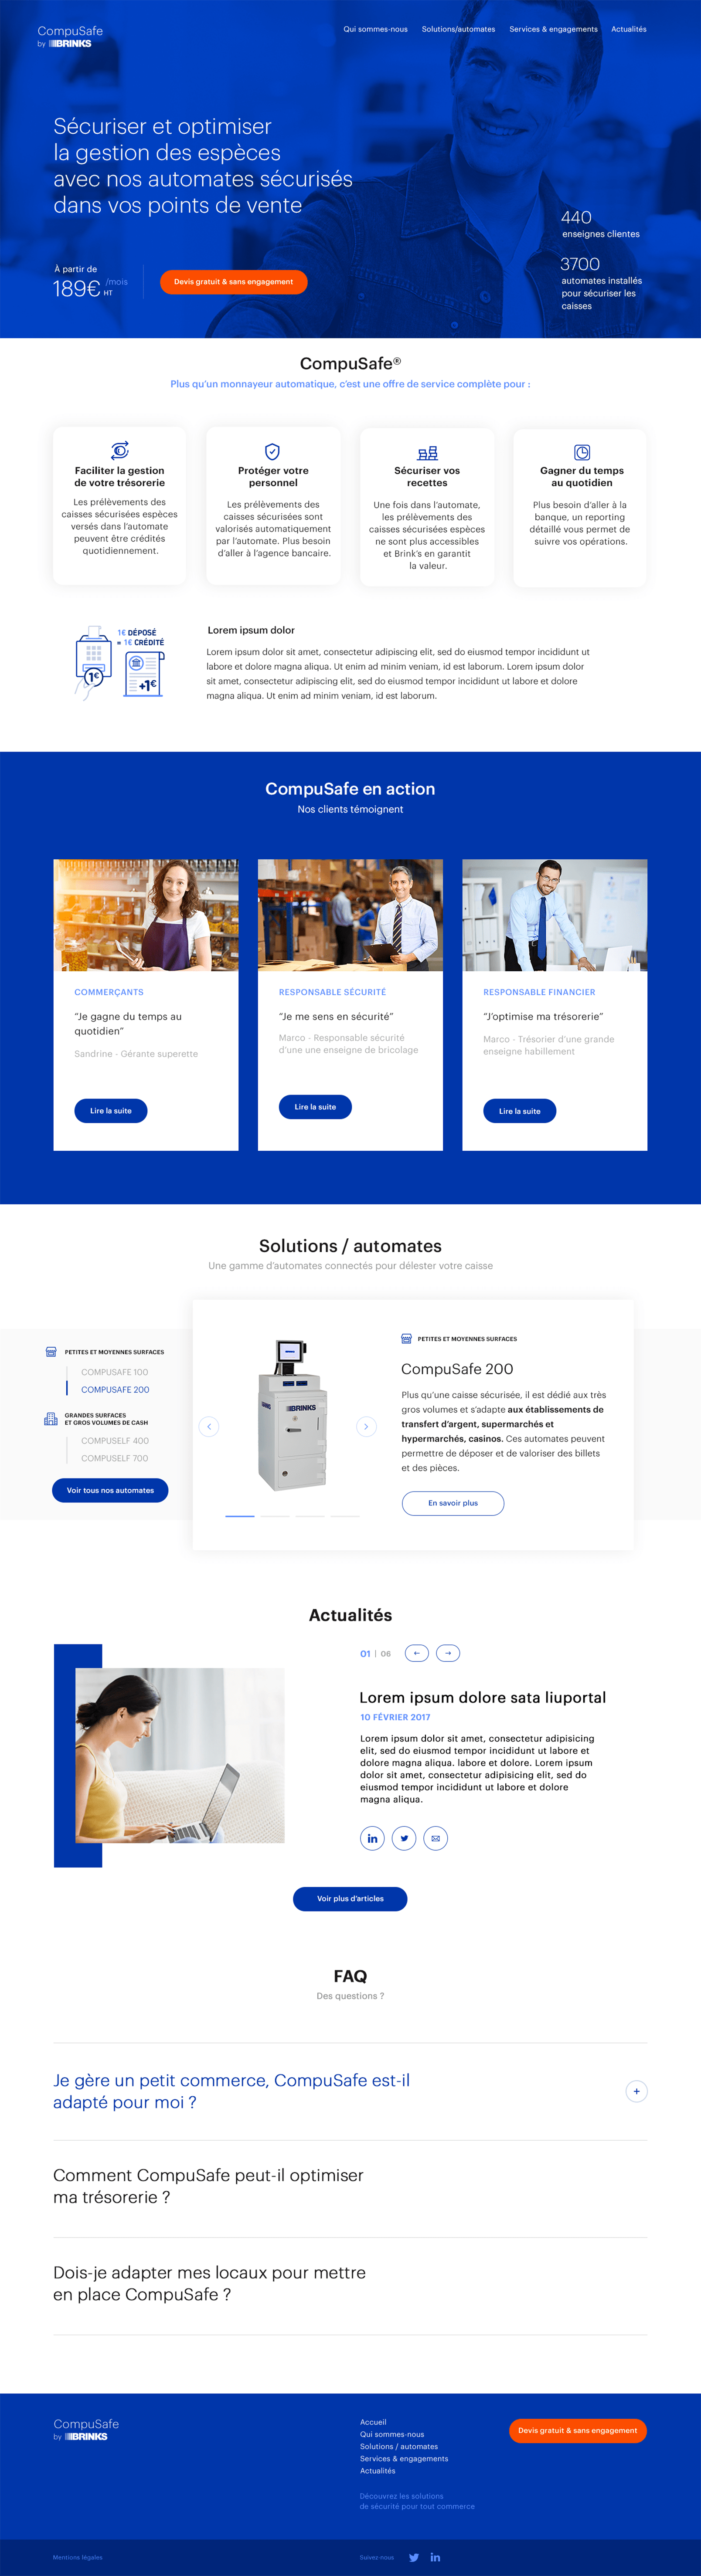 CompuSafe
by BRINKS
Qui sommes-nous
Solutions/automates
Services & engagements
Actualités
Sécuriser et optimiser
la gestion des espèces
avec nos automates sécurisés
dans vos points de vente
À partir de
189€ /mois
HT
Devis gratuit & sans engagement
440
enseignes clientes
3700
automates installés
pour sécuriser les
caisses
CompuSafe®
Plus qu’un monnayeur automatique, c’est une offre de service complète pour :
Faciliter la gestion
de votre trésorerie
Les prélèvements des
caisses sécurisées espèces
versés dans l’automate
peuvent être crédités
quotidiennement.
Protéger votre
personnel
Les prélèvements des
caisses sécurisées sont
valorisés automatiquement
par l’automate. Plus besoin
d’aller à l’agence bancaire.
Sécuriser vos
recettes
Une fois dans l’automate,
les prélèvements des
caisses sécurisées espèces
ne sont plus accessibles
et Brink’s en garantit
la valeur.
Gagner du temps
au quotidien
Plus besoin d’aller à la
banque, un reporting
détaillé vous permet de
suivre vos opérations.
1€ DÉPOSÉ
= 1€ CRÉDITÉ
1€
+1€
Lorem ipsum dolor
Lorem ipsum dolor sit amet, consectetur adipiscing elit, sed do eiusmod tempor incididunt ut
labore et dolore magna aliqua. Ut enim ad minim veniam, id est laborum. Lorem ipsum dolor
sit amet, consectetur adipiscing elit, sed do eiusmod tempor incididunt ut labore et dolore
magna aliqua. Ut enim ad minim veniam, id est laborum.
CompuSafe en action
Nos clients témoignent
COMMERÇANTS
“Je gagne du temps au
quotidien”
Sandrine - Gérante superette
Lire la suite
RESPONSABLE SÉCURITÉ
“Je me sens en sécurité”
Marco - Responsable sécurité
d’une une enseigne de bricolage
Lire la suite
RESPONSABLE FINANCIER
“J’optimise ma trésorerie”
Marco - Trésorier d’une grande
enseigne habillement
Lire la suite
Solutions / automates
Une gamme d’automates connectés pour délester votre caisse
PETITES ET MOYENNES SURFACES
COMPUSAFE 100
COMPUSAFE 200
GRANDES SURFACES
ET GROS VOLUMES DE CASH
COMPUSELF 400
COMPUSELF 700
Voir tous nos automates
BRINKS
PETITES ET MOYENNES SURFACES
CompuSafe 200
Plus qu’une caisse sécurisée, il est dédié aux très
gros volumes et s’adapte aux établissements de
transfert d’argent, supermarchés et
hypermarchés, casinos. Ces automates peuvent
permettre de déposer et de valoriser des billets
et des pièces.
En savoir plus
Actualités
01 | 06
Lorem ipsum dolore sata liuportal
10 FÉVRIER 2017
Lorem ipsum dolor sit amet, consectetur adipisicing
elit, sed do eiusmod tempor incididunt ut labore et
dolore magna aliqua. labore et dolore. Lorem ipsum
dolor sit amet, consectetur adipisicing elit, sed do
eiusmod tempor incididunt ut labore et dolore
magna aliqua.
Voir plus d’articles
FAQ
Des questions ?
Je gère un petit commerce, CompuSafe est-il
adapté pour moi ?
Comment CompuSafe peut-il optimiser
ma trésorerie ?
Dois-je adapter mes locaux pour mettre
en place CompuSafe ?
CompuSafe
by BRINKS
Accueil
Qui sommes-nous
Solutions / automates
Services & engagements
Actualités
Découvrez les solutions
de sécurité pour tout commerce
Devis gratuit & sans engagement
Mentions légales
Suivez-nous